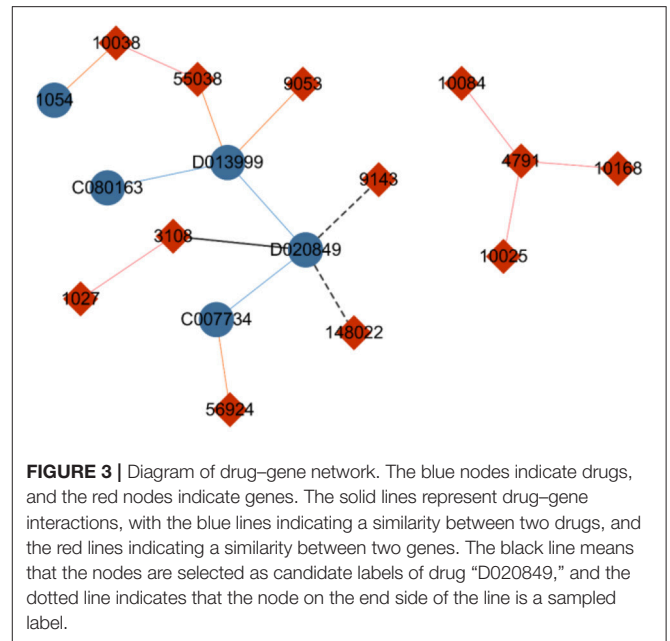 10038
55038
9053
10084
1054
D013999
4791
10168
C080163
9143
3108
D020849
10025
1027
C007734
148022
56924
FIGURE 3 | Diagram of drug–gene network. The blue nodes indicate drugs,
and the red nodes indicate genes. The solid lines represent drug–gene
interactions, with the blue lines indicating a similarity between two drugs, and
the red lines indicating a similarity between two genes. The black line means
that the nodes are selected as candidate labels of drug “D020849,” and the
dotted line indicates that the node on the end side of the line is a sampled
label.